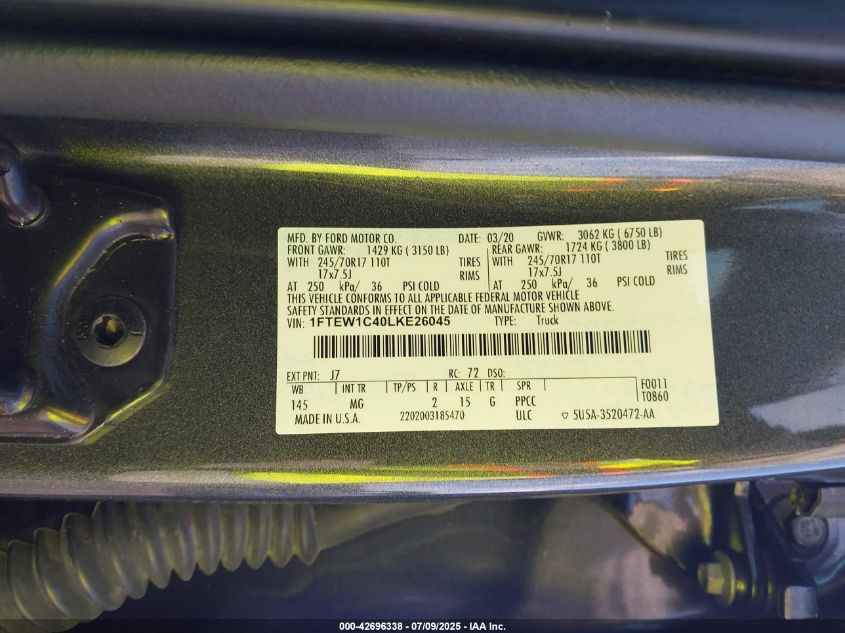 MFD. BY FORD MOTOR CO. DATE: 03/20 GVWR: 3062 KG ( 6750 LB)
FRONT GAWR: 1429 KG ( 3150 LB) REAR GAWR: 1724 KG ( 3800 LB)
WITH 245/70R17 110T TIRES WITH 245/70R17 110T TIRES
17x7.5J RIMS 17x7.5J RIMS
AT 250 kPa/ 36 PSI COLD AT 250 kPa/ 36 PSI COLD
THIS VEHICLE CONFORMS TO ALL APPLICABLE FEDERAL MOTOR VEHICLE
SAFETY STANDARDS IN EFFECT ON THE DATE OF MANUFACTURE SHOWN ABOVE.
VIN: 1FTEW1C40LKE26045 TYPE: Truck
EXT PNT: J7 RC: 72 DSO:
WB INT TR TP/PS R AXLE TR SPR F0011
145 MG 2 15 G PPCC T0860
MADE IN U.S.A. 2202003185470 ULC ▽ 5U5A-3520472-AA
000-42696338 - 07/09/2025 - IAA Inc.